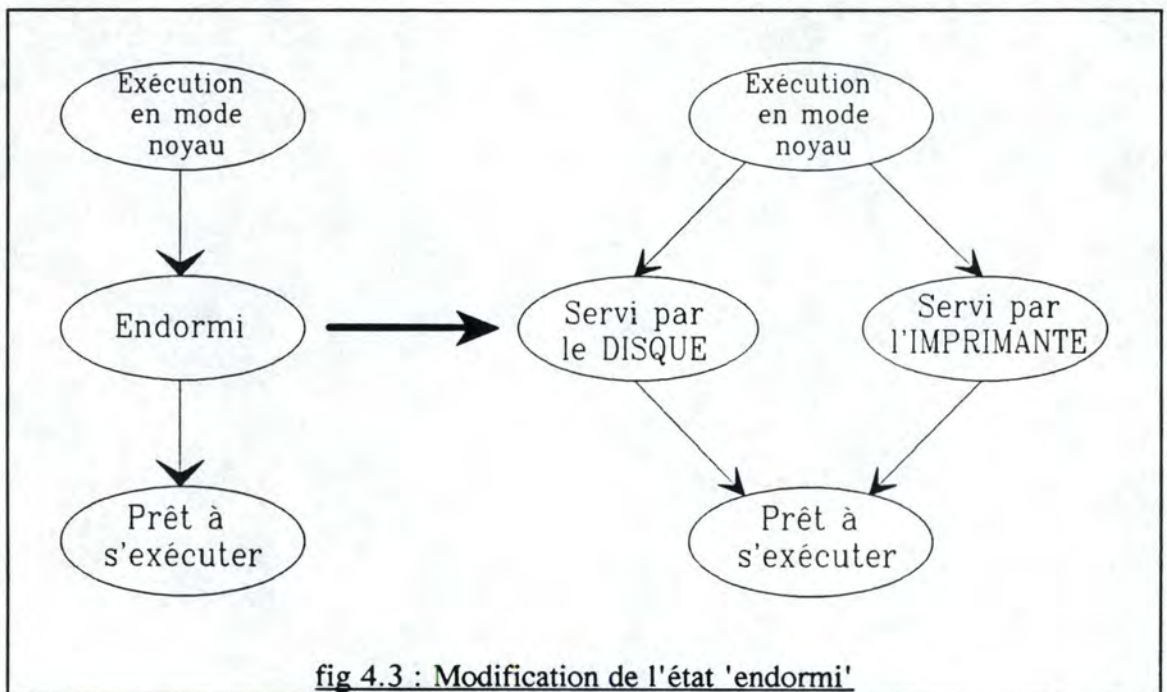 Exécution
en mode
noyau
Endormi
Prêt à
s'exécuter
Exécution
en mode
noyau
Servi par
le DISQUE
Servi par
l'IMPRIMANTE
Prêt à
s'exécuter
fig 4.3 : Modification de l'état 'endormi'